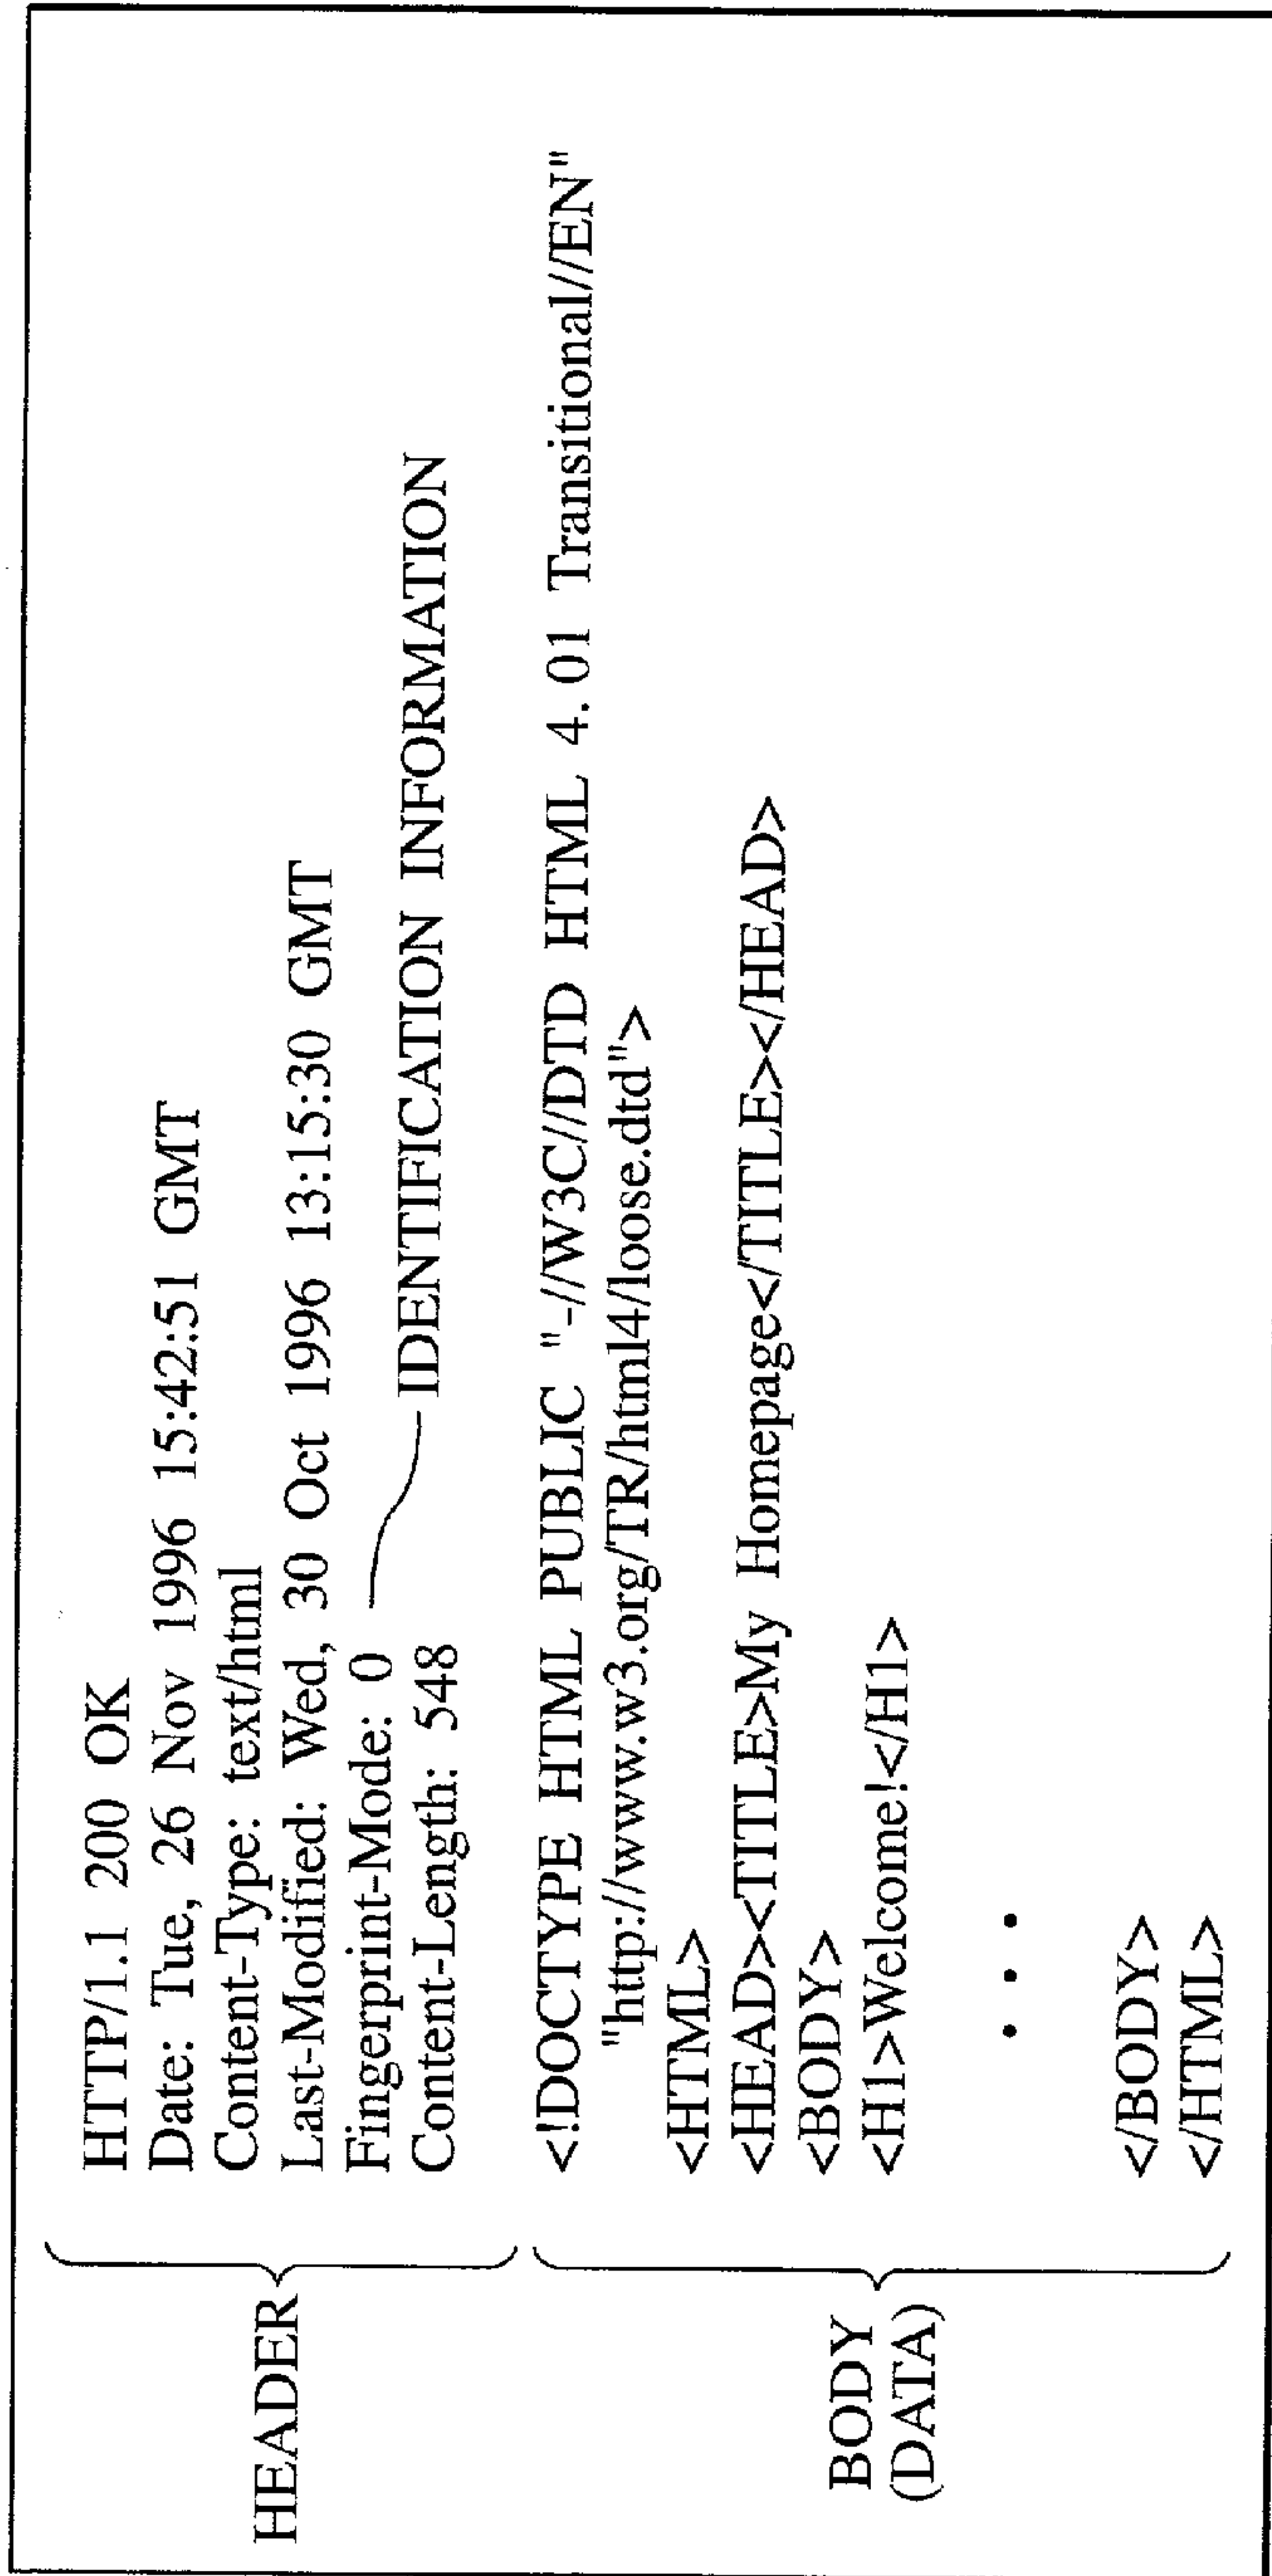 HEADER
HTTP/1.1 200 OK
Date: Tue, 26 Nov 1996 15:42:51 GMT
Content-Type: text/html
Last-Modified: Wed, 30 Oct 1996 13:15:30 GMT
Fingerprint-Mode: 0
IDENTIFICATION INFORMATION
Content-Length: 548
BODY
(DATA)
<!DOCTYPE HTML PUBLIC "-//W3C//DTD HTML 4.01 Transitional//EN"
"http://www.w3.org/TR/html4/loose.dtd">
<HTML>
<HEAD><TITLE>My Homepage</TITLE></HEAD>
<BODY>
<H1>Welcome!</H1>
• • •
</BODY>
</HTML>